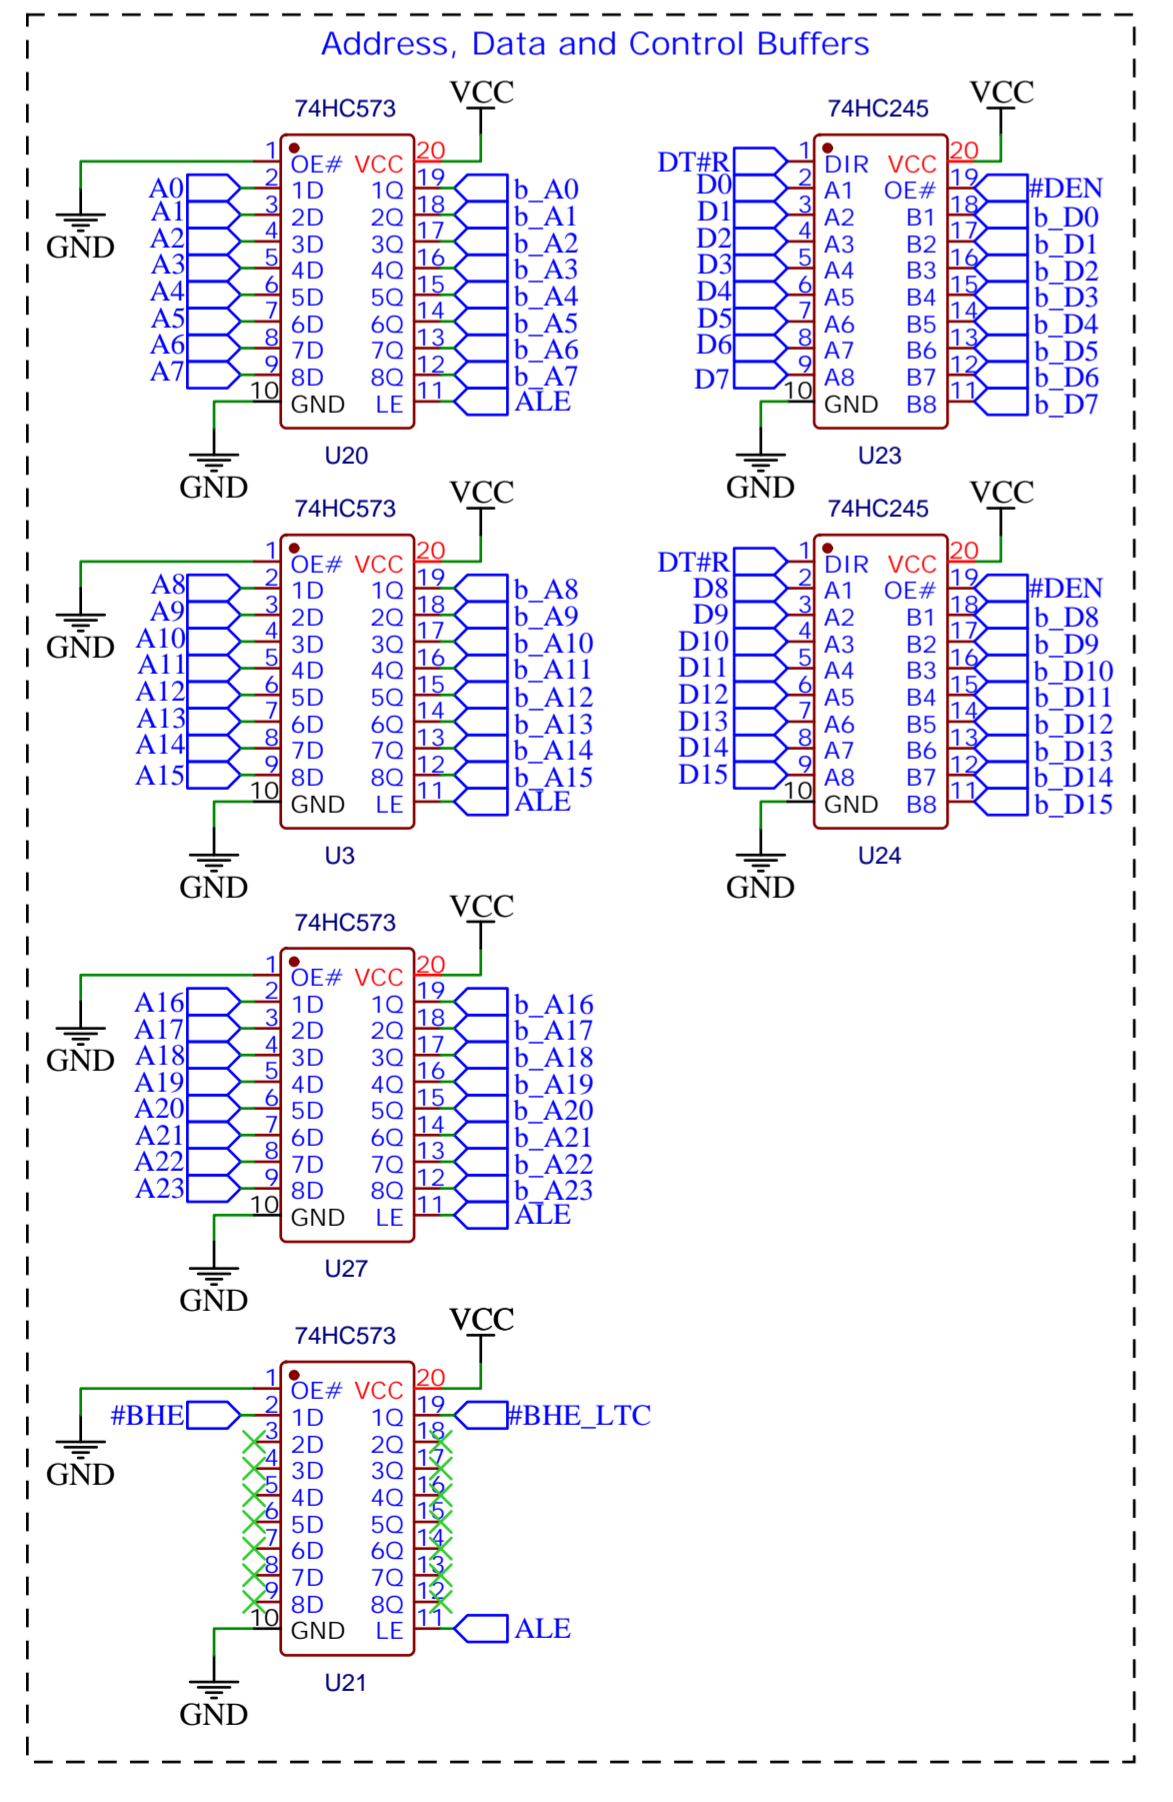 Address, Data and Control Buffers
74HC573
VCC
1 OE# VCC 20
A0 2 1D 1Q 19 b_A0
A1 3 2D 2Q 18 b_A1
A2 4 3D 3Q 17 b_A2
A3 5 4D 4Q 16 b_A3
A4 6 5D 5Q 15 b_A4
A5 7 6D 6Q 14 b_A5
A6 8 7D 7Q 13 b_A6
A7 9 8D 8Q 12 b_A7
10 GND LE 11 ALE
GND
U20
GND
74HC245
VCC
DT#R 1 DIR VCC 20
D0 2 A1 OE# 19 #DEN
D1 3 A2 B1 18 b_D0
D2 4 A3 B2 17 b_D1
D3 5 A4 B3 16 b_D2
D4 6 A5 B4 15 b_D3
D5 7 A6 B5 14 b_D4
D6 8 A7 B6 13 b_D5
D7 9 A8 B7 12 b_D6
10 GND B8 11 b_D7
U23
GND
74HC573
VCC
1 OE# VCC 20
A8 2 1D 1Q 19 b_A8
A9 3 2D 2Q 18 b_A9
A10 4 3D 3Q 17 b_A10
A11 5 4D 4Q 16 b_A11
A12 6 5D 5Q 15 b_A12
A13 7 6D 6Q 14 b_A13
A14 8 7D 7Q 13 b_A14
A15 9 8D 8Q 12 b_A15
10 GND LE 11 ALE
GND
U3
GND
74HC245
VCC
DT#R 1 DIR VCC 20
D8 2 A1 OE# 19 #DEN
D9 3 A2 B1 18 b_D8
D10 4 A3 B2 17 b_D9
D11 5 A4 B3 16 b_D10
D12 6 A5 B4 15 b_D11
D13 7 A6 B5 14 b_D12
D14 8 A7 B6 13 b_D13
D15 9 A8 B7 12 b_D14
10 GND B8 11 b_D15
U24
GND
74HC573
VCC
1 OE# VCC 20
A16 2 1D 1Q 19 b_A16
A17 3 2D 2Q 18 b_A17
A18 4 3D 3Q 17 b_A18
A19 5 4D 4Q 16 b_A19
A20 6 5D 5Q 15 b_A20
A21 7 6D 6Q 14 b_A21
A22 8 7D 7Q 13 b_A22
A23 9 8D 8Q 12 b_A23
10 GND LE 11 ALE
GND
U27
GND
74HC573
VCC
1 OE# VCC 20
#BHE 2 1D 1Q 19 #BHE_LTC
3 2D 2Q 18
4 3D 3Q 17
5 4D 4Q 16
6 5D 5Q 15
7 6D 6Q 14
8 7D 7Q 13
9 8D 8Q 12
10 GND LE 11 ALE
GND
U21
GND